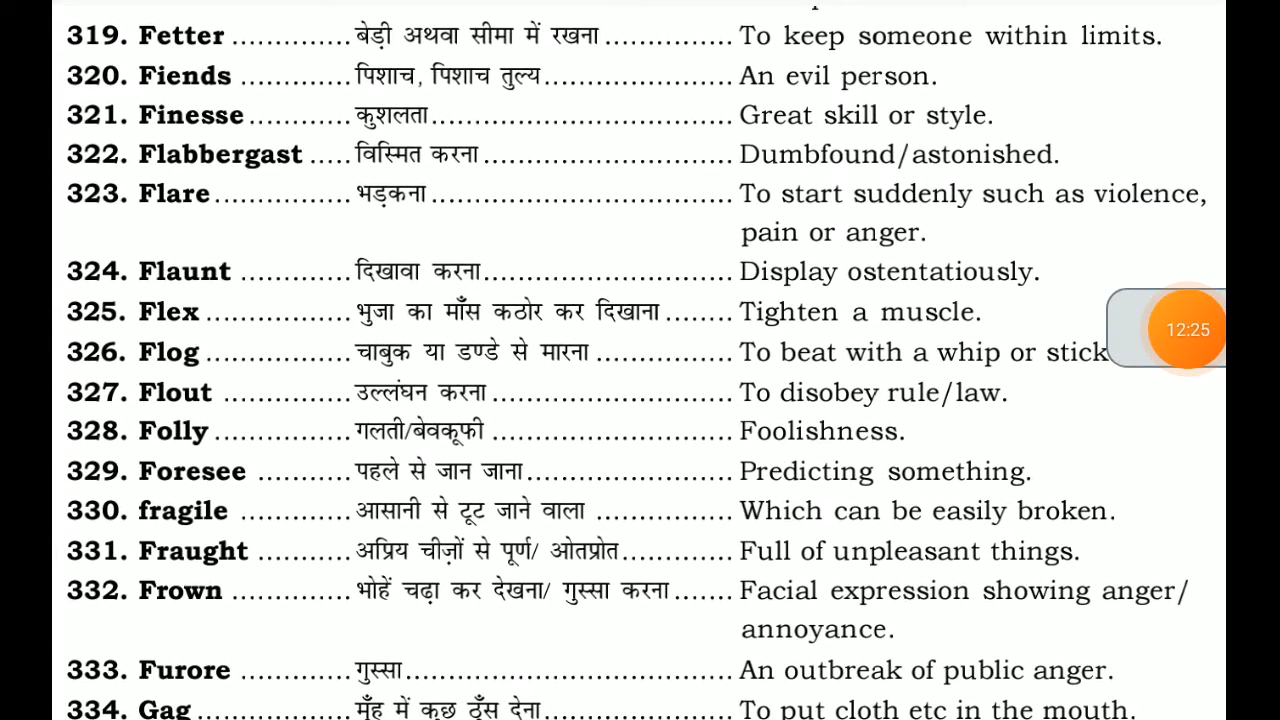 319. Fetter .............. बेड़ी अथवा सीमा में रखना ............... To keep someone within limits.
320. Fiends ............. पिशाच, पिशाच तुल्य...................... An evil person.
321. Finesse ............ कुशलता................................... Great skill or style.
322. Flabbergast ..... विस्मित करना............................. Dumbfound/astonished.
323. Flare ................ भड़कना ................................... To start suddenly such as violence,
pain or anger.
324. Flaunt ............. दिखावा करना............................. Display ostentatiously.
325. Flex ................. भुजा का माँस कठोर कर दिखाना ........ Tighten a muscle.
326. Flog ................. चाबुक या डण्डे से मारना ................ To beat with a whip or stick
12:25
327. Flout ............... उल्लंघन करना ............................ To disobey rule/law.
328. Folly ................ गलती/बेवकूफी ............................ Foolishness.
329. Foresee ........... पहले से जान जाना........................ Predicting something.
330. fragile ............. आसानी से टूट जाने वाला ................ Which can be easily broken.
331. Fraught ........... अप्रिय चीज़ों से पूर्ण/ ओतप्रोत............. Full of unpleasant things.
332. Frown .............. भोहें चढ़ा कर देखना/ गुस्सा करना ....... Facial expression showing anger/
annoyance.
333. Furore ............. गुस्सा...................................... An outbreak of public anger.
334. Gag .................. मुँह में कुछ ठूँस देना...................... To put cloth etc in the mouth.